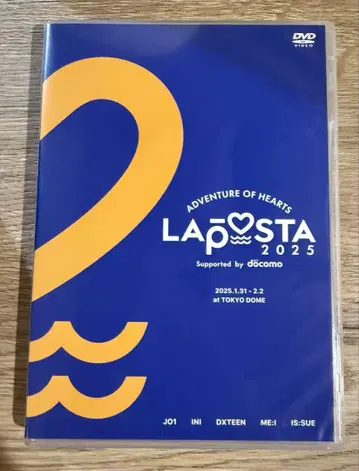 DVD
VIDEO
ADVENTURE OF HEARTS
LAPOSTA
2025
Supported by döcomo
2025.1.31 - 2.2
at TOKYO DOME
JO1 INI DXTEEN ME:I IS:SUE